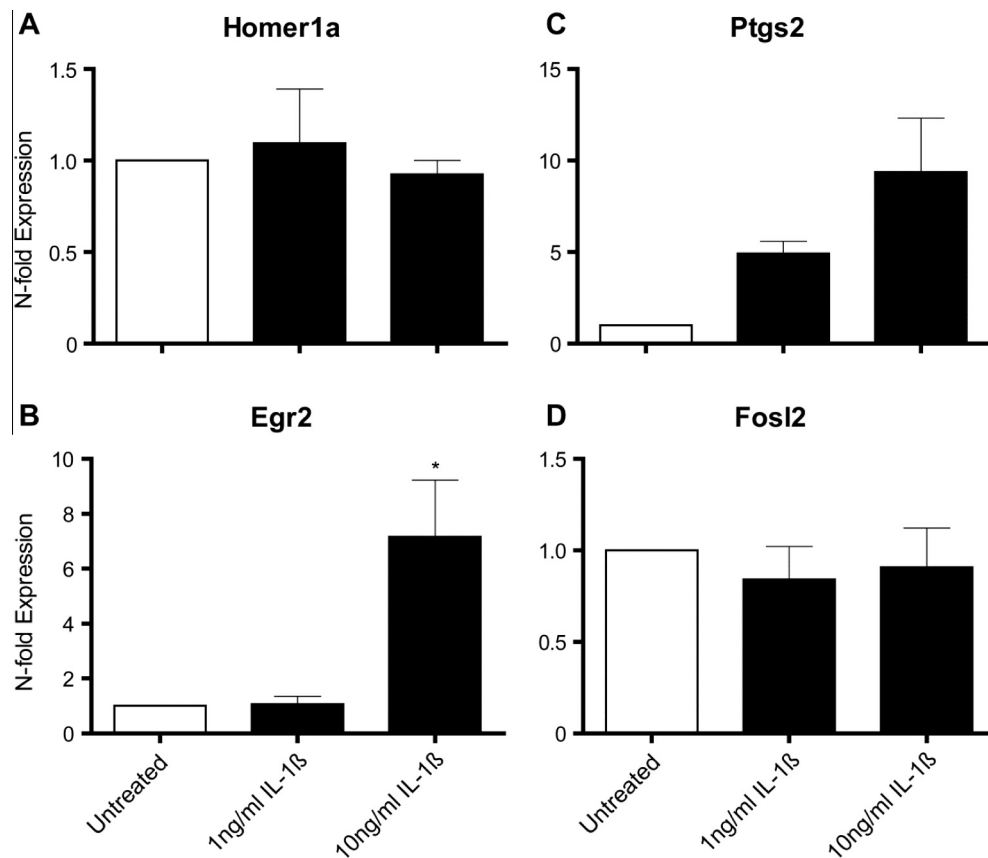 A
Homer1a
N-fold Expression
1.5
1.0
0.5
0
C
Ptgs2
15
10
5
0
B
Egr2
N-fold Expression
10
8
6
4
2
0
*
Untreated
1ng/ml IL-1ß
10ng/ml IL-1ß
D
Fosl2
1.5
1.0
0.5
0
Untreated
1ng/ml IL-1ß
10ng/ml IL-1ß